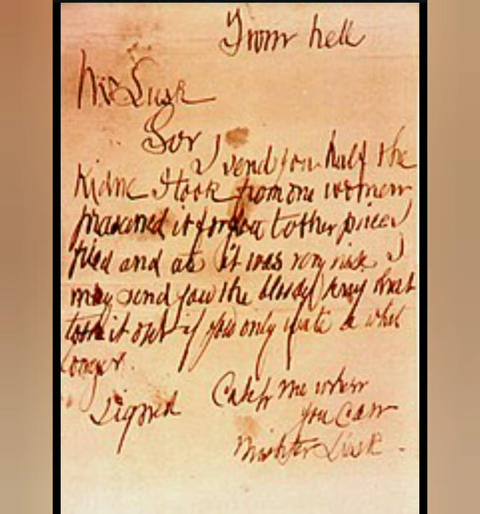 From hell
Mr Lusk
Sor
I send you half the
Kidne I took from one women
prasarved it for you tother piece I
fried and ate it was very nise I
may send you the bloody knif that
took it out if you only wate a whil
longer.
signed Catch me when
you Can
Mishter Lusk.